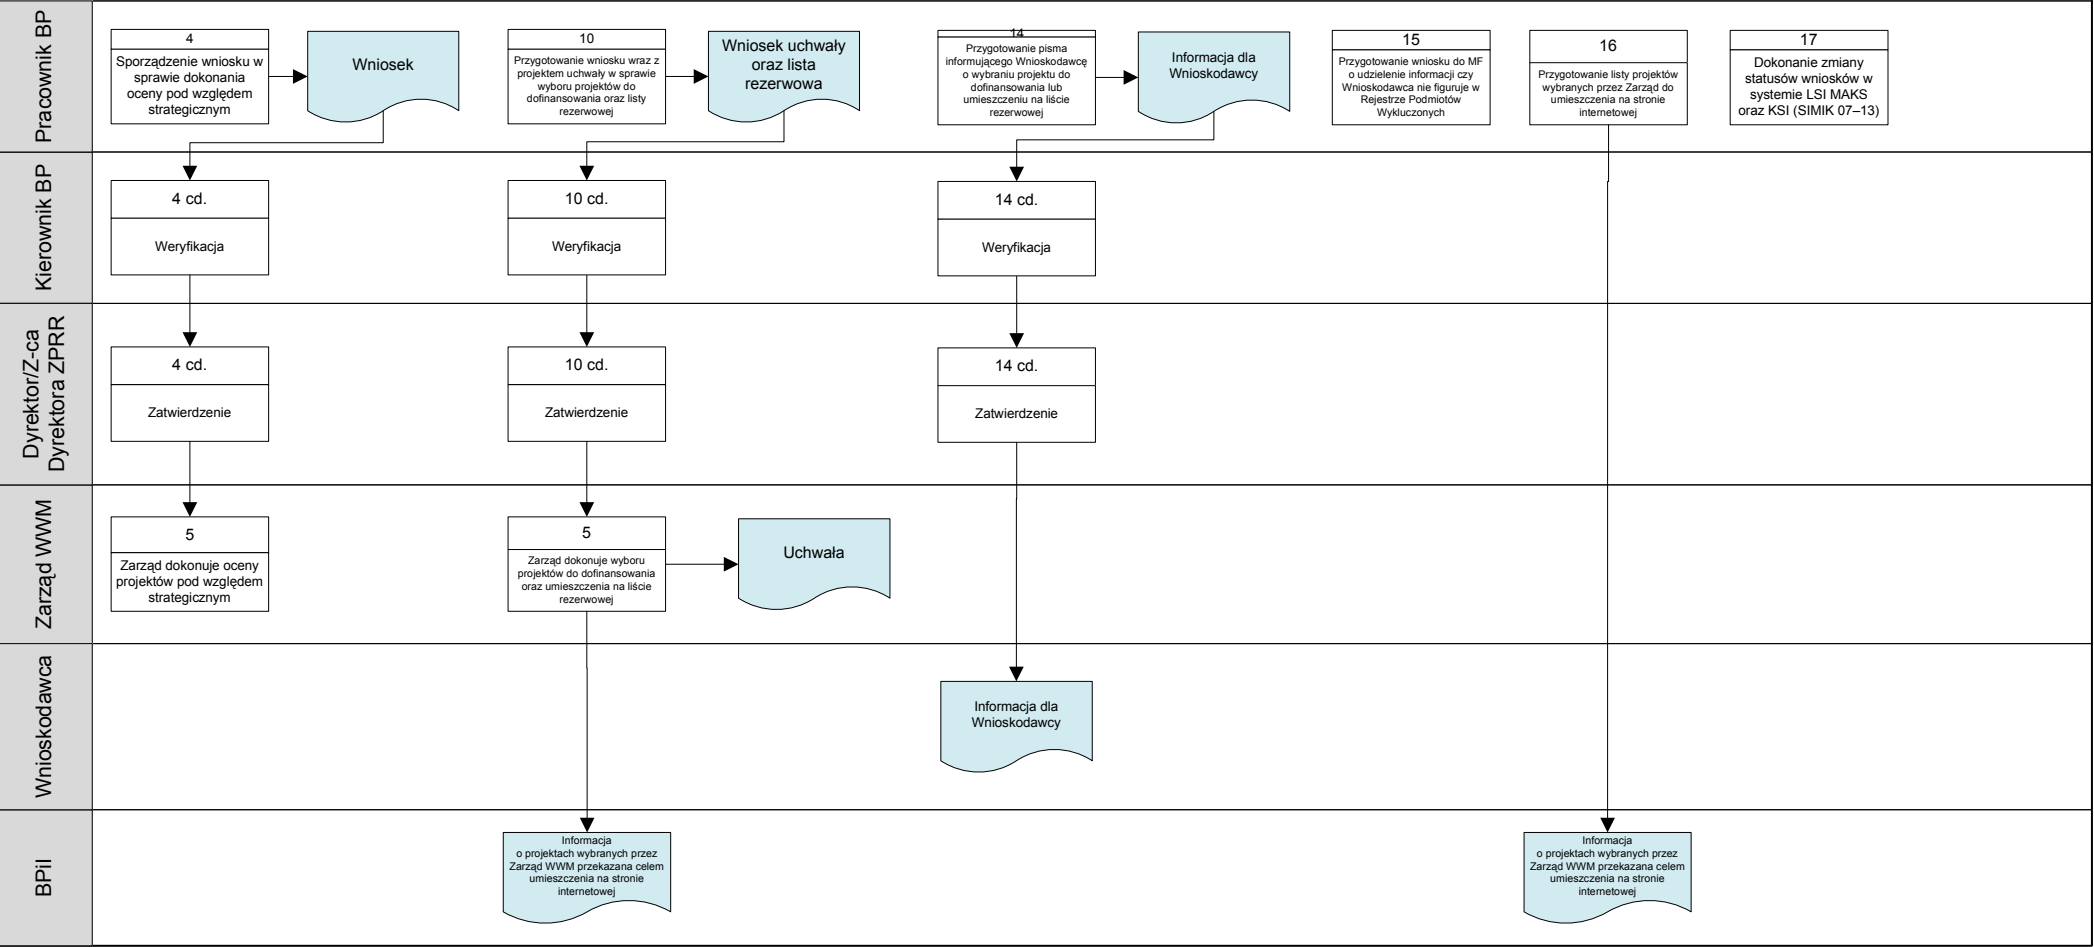 Pracownik BP
4
Sporządzenie wniosku w
sprawie dokonania
oceny pod względem
strategicznym
Wniosek
10
Przygotowanie wniosku wraz z
projektem uchwały w sprawie
wyboru projektów do
dofinansowania oraz listy
rezerwowej
Wniosek uchwały
oraz lista
rezerwowa
14
Przygotowanie pisma
informującego Wnioskodawcę
o wybraniu projektu do
dofinansowania lub
umieszczeniu na liście
rezerwowej
Informacja dla
Wnioskodawcy
15
Przygotowanie wniosku do MF
o udzielenie informacji czy
Wnioskodawca nie figuruje w
Rejestrze Podmiotów
Wykluczonych
16
Przygotowanie listy projektów
wybranych przez Zarząd do
umieszczenia na stronie
internetowej
17
Dokonanie zmiany
statusów wniosków w
systemie LSI MAKS
oraz KSI (SIMIK 07–13)
Kierownik BP
4 cd.
Weryfikacja
10 cd.
Weryfikacja
14 cd.
Weryfikacja
Dyrektor/Z-ca
Dyrektora ZPRR
4 cd.
Zatwierdzenie
10 cd.
Zatwierdzenie
14 cd.
Zatwierdzenie
Zarząd WWM
5
Zarząd dokonuje oceny
projektów pod względem
strategicznym
5
Zarząd dokonuje wyboru
projektów do dofinansowania
oraz umieszczenia na liście
rezerwowej
Uchwała
Wnioskodawca
Informacja dla
Wnioskodawcy
BPiI
Informacja
o projektach wybranych przez
Zarząd WWM przekazana celem
umieszczenia na stronie
internetowej
Informacja
o projektach wybranych przez
Zarząd WWM przekazana celem
umieszczenia na stronie
internetowej